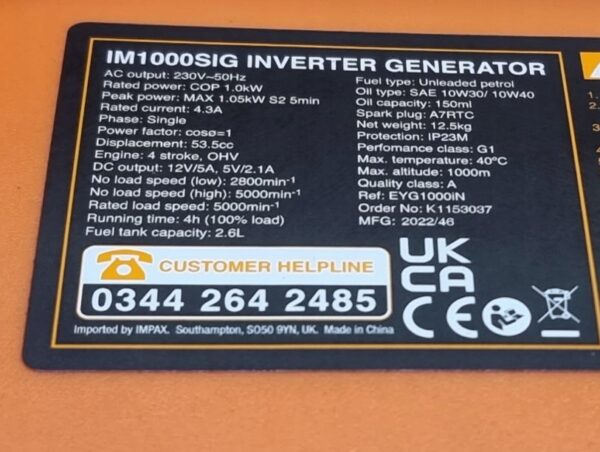 IM1000SIG INVERTER GENERATOR
AC output: 230V~50Hz
Rated power: COP 1.0kW
Peak power: MAX 1.05kW S2 5min
Rated current: 4.3A
Phase: Single
Power factor: cosø=1
Displacement: 53.5cc
Engine: 4 stroke, OHV
DC output: 12V/5A, 5V/2.1A
No load speed (low): 2800min⁻¹
No load speed (high): 5000min⁻¹
Rated load speed: 5000min⁻¹
Running time: 4h (100% load)
Fuel tank capacity: 2.6L
Fuel type: Unleaded petrol
Oil type: SAE 10W30/ 10W40
Oil capacity: 150ml
Spark plug: A7RTC
Net weight: 12.5kg
Protection: IP23M
Perfomance class: G1
Max. temperature: 40ºC
Max. altitude: 1000m
Quality class: A
Ref: EYG1000iN
Order No: K1153037
MFG: 2022/46
CUSTOMER HELPLINE
0344 264 2485
Imported by IMPAX. Southampton, SO50 9YN, UK. Made in China
UK
CA
CE
1.
2.
3.